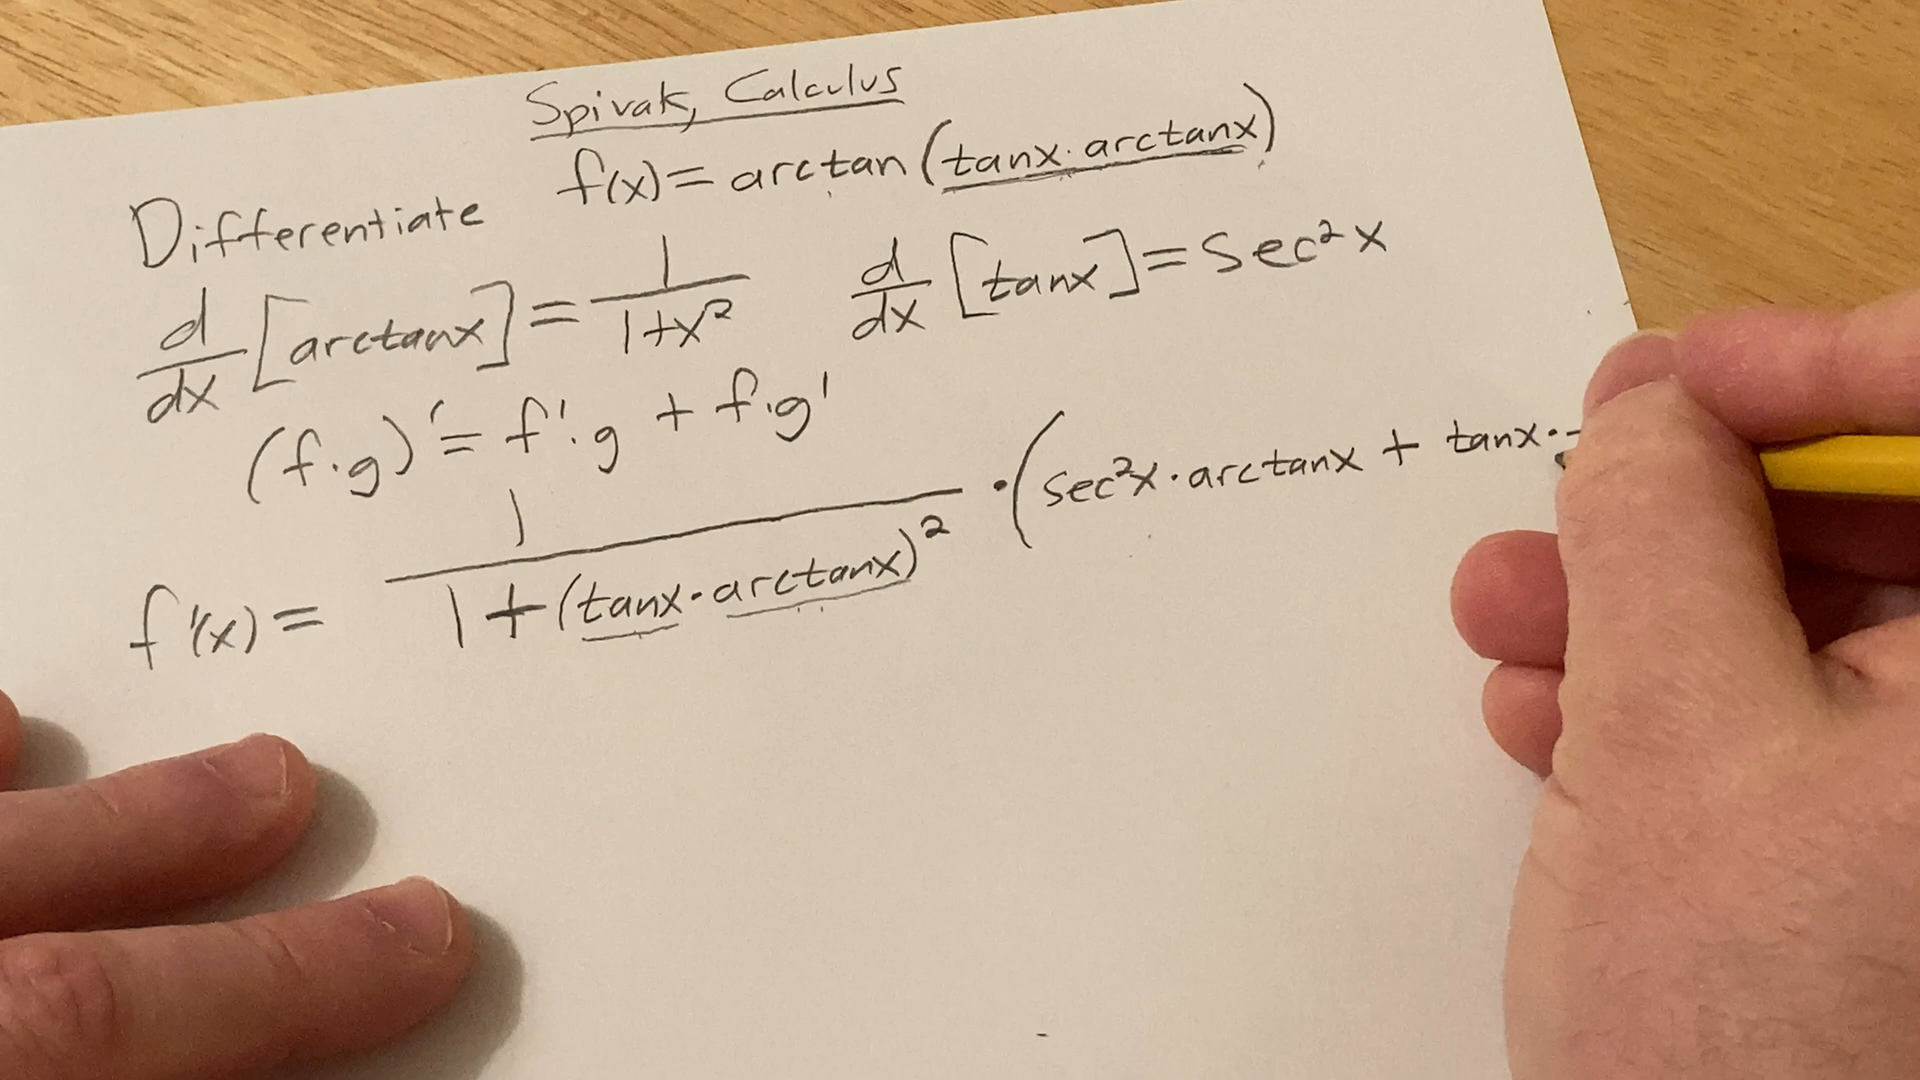 Spivak, Calculus
Differentiate f(x) = arctan(tanx·arctanx)
d/dx [arctanx] = 1/(1+x²) d/dx [tanx] = sec²x
(f·g)' = f'·g + f·g'
f'(x) = 1/(1+(tanx·arctanx)²) · (sec²x·arctanx + tanx·